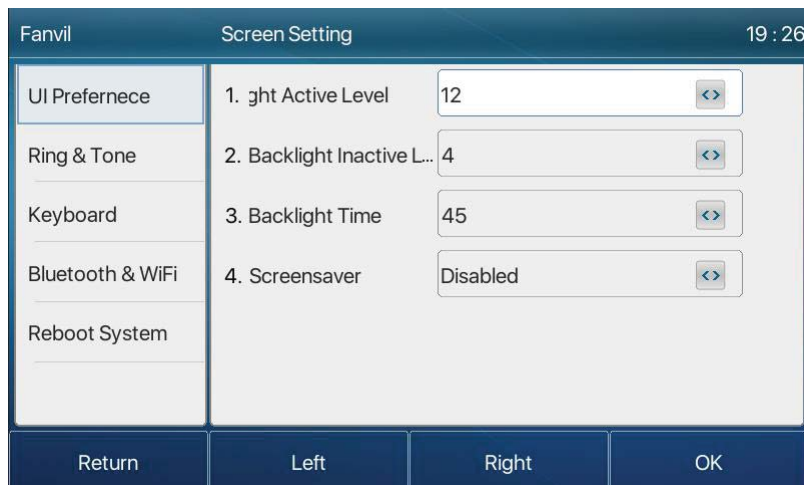 Fanvil Screen Setting 19 : 26
UI Prefernece
Ring & Tone
Keyboard
Bluetooth & WiFi
Reboot System
1. ght Active Level 12
2. Backlight Inactive L... 4
3. Backlight Time 45
4. Screensaver Disabled
Return Left Right OK